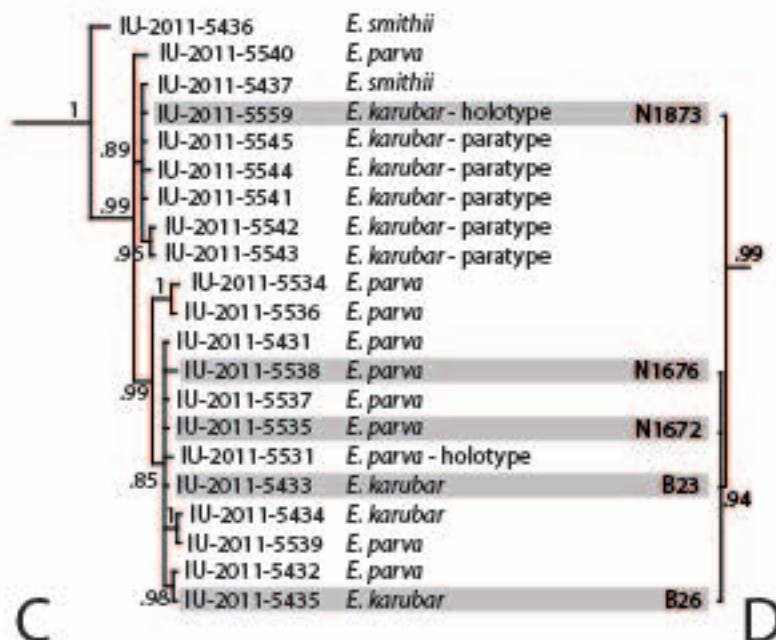 IU-2011-5436 E. smithii
IU-2011-5540 E. parva
IU-2011-5437 E. smithii
1
IU-2011-5559 E. karubar - holotype N1873
IU-2011-5545 E. karubar - paratype
.89
IU-2011-5544 E. karubar - paratype
IU-2011-5541 E. karubar - paratype
.99
IU-2011-5542 E. karubar - paratype
.95 IU-2011-5543 E. karubar - paratype
.99
1 IU-2011-5534 E. parva
IU-2011-5536 E. parva
IU-2011-5431 E. parva
IU-2011-5538 E. parva N1676
.99
IU-2011-5537 E. parva
IU-2011-5535 E. parva N1672
IU-2011-5531 E. parva - holotype
.85 IU-2011-5433 E. karubar B23
.94
1 IU-2011-5434 E. karubar
IU-2011-5539 E. parva
IU-2011-5432 E. parva
.98 IU-2011-5435 E. karubar B26
C D